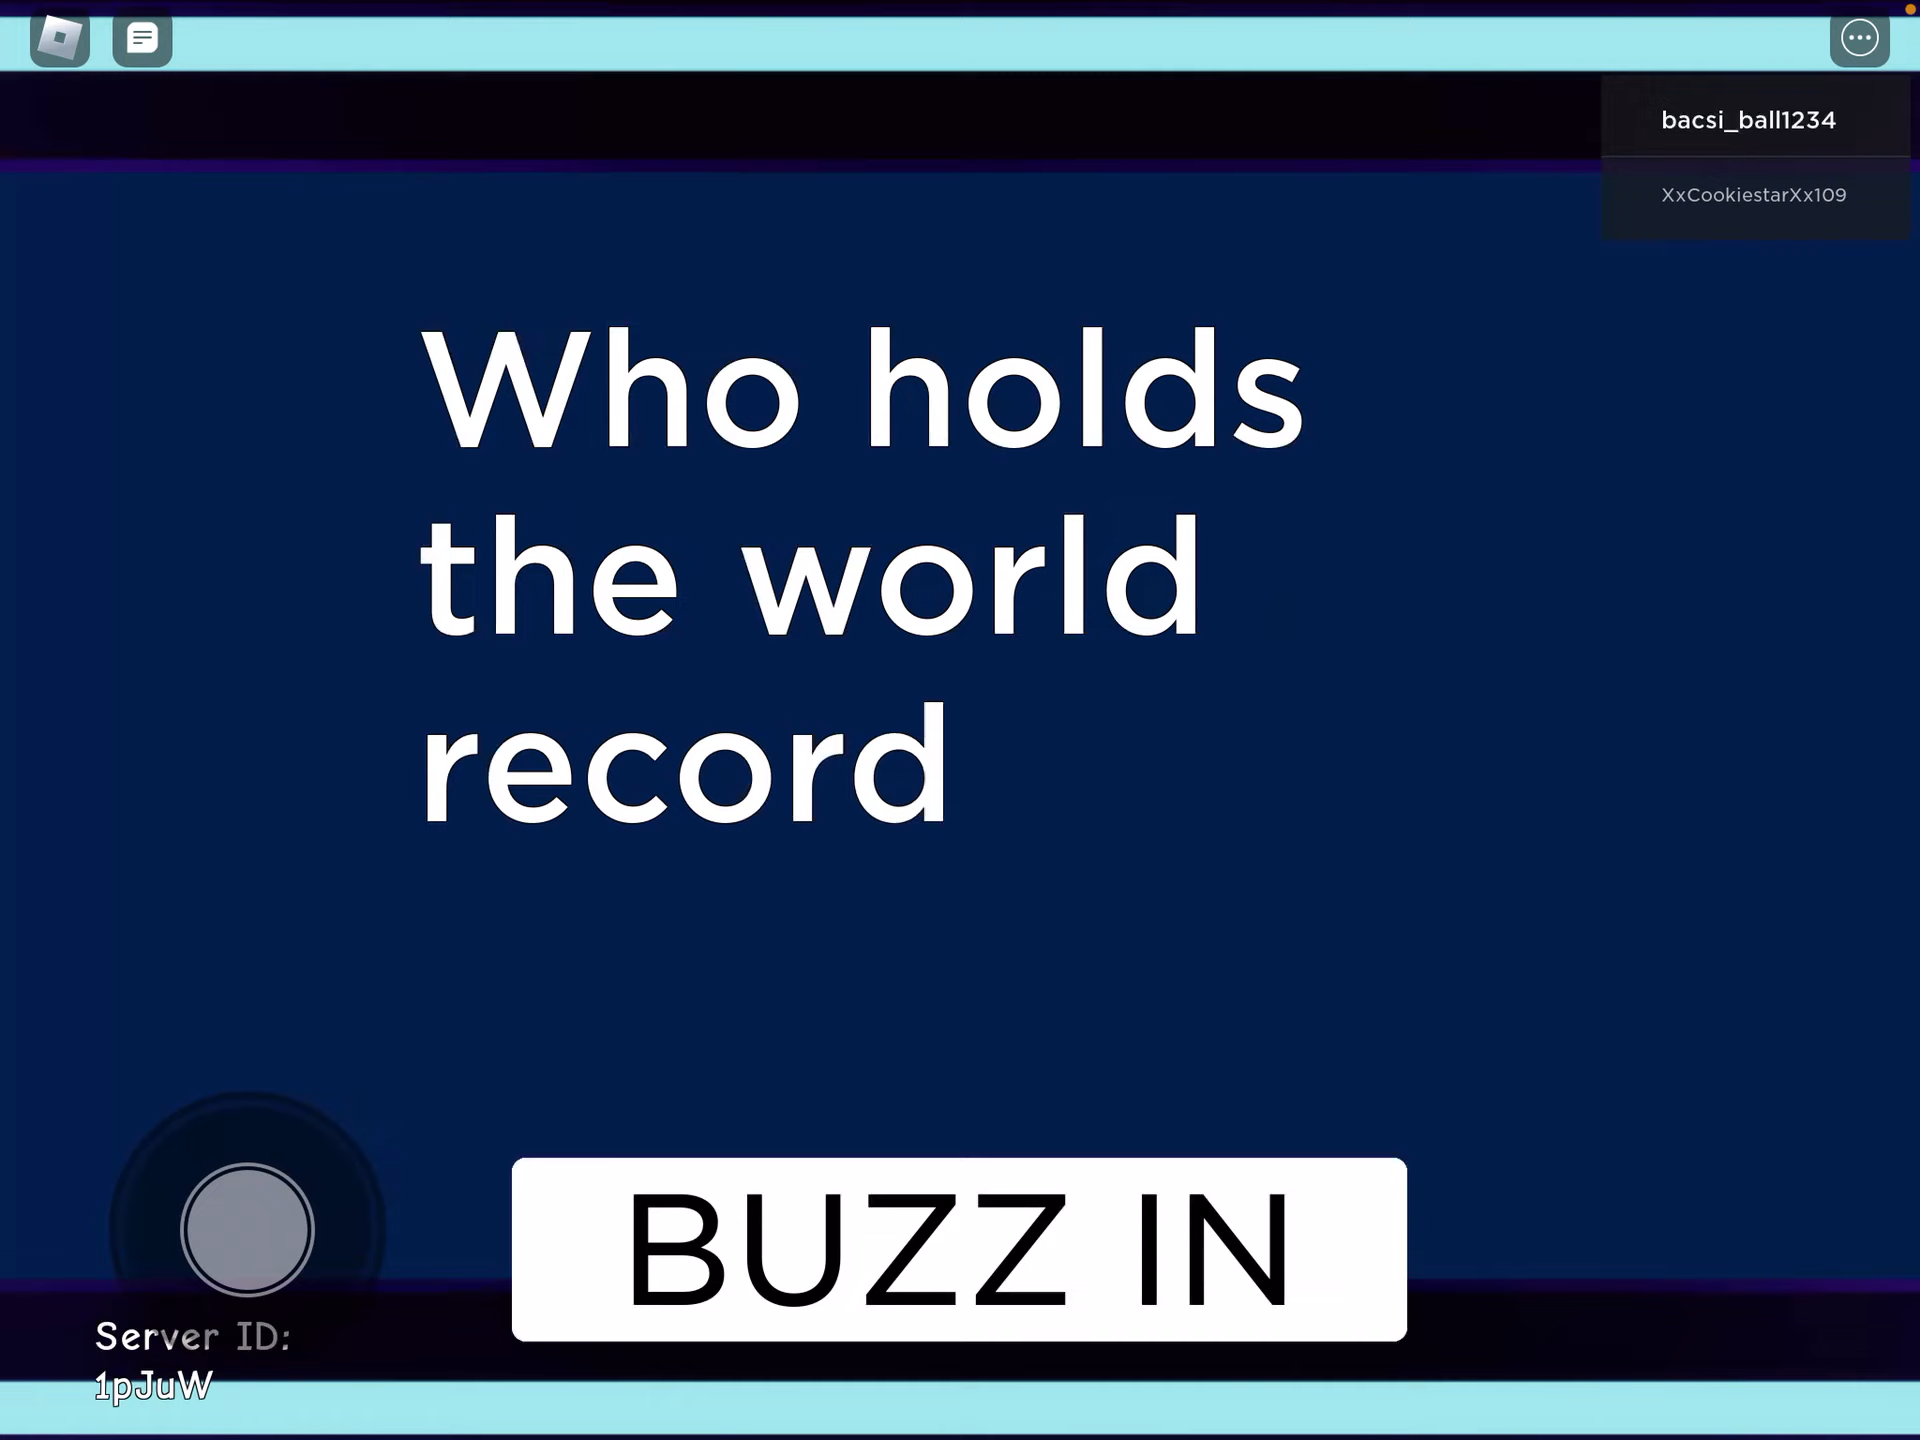 bacsi_ball1234
XxCookiestarXx109
Who holds
the world
record
BUZZ IN
Server ID:
1pJuW